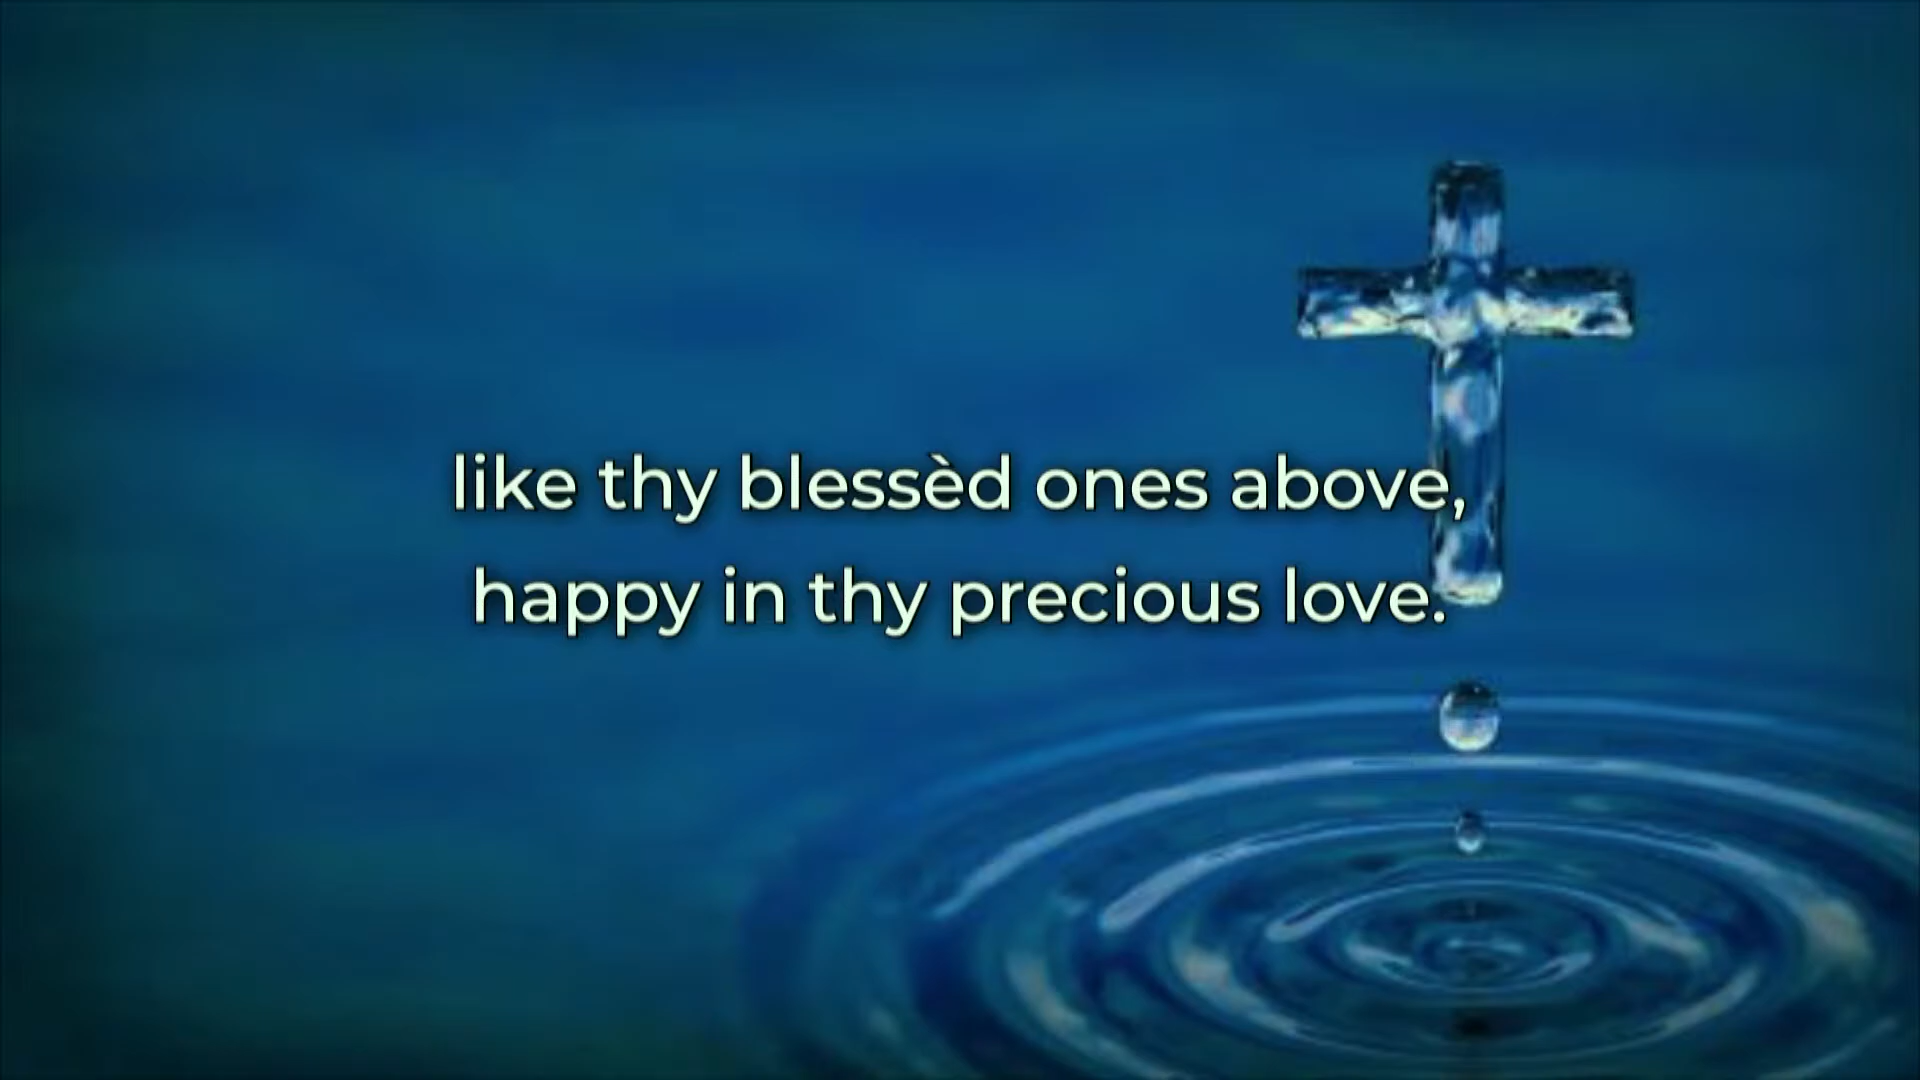 like thy blessèd ones above,
happy in thy precious love.